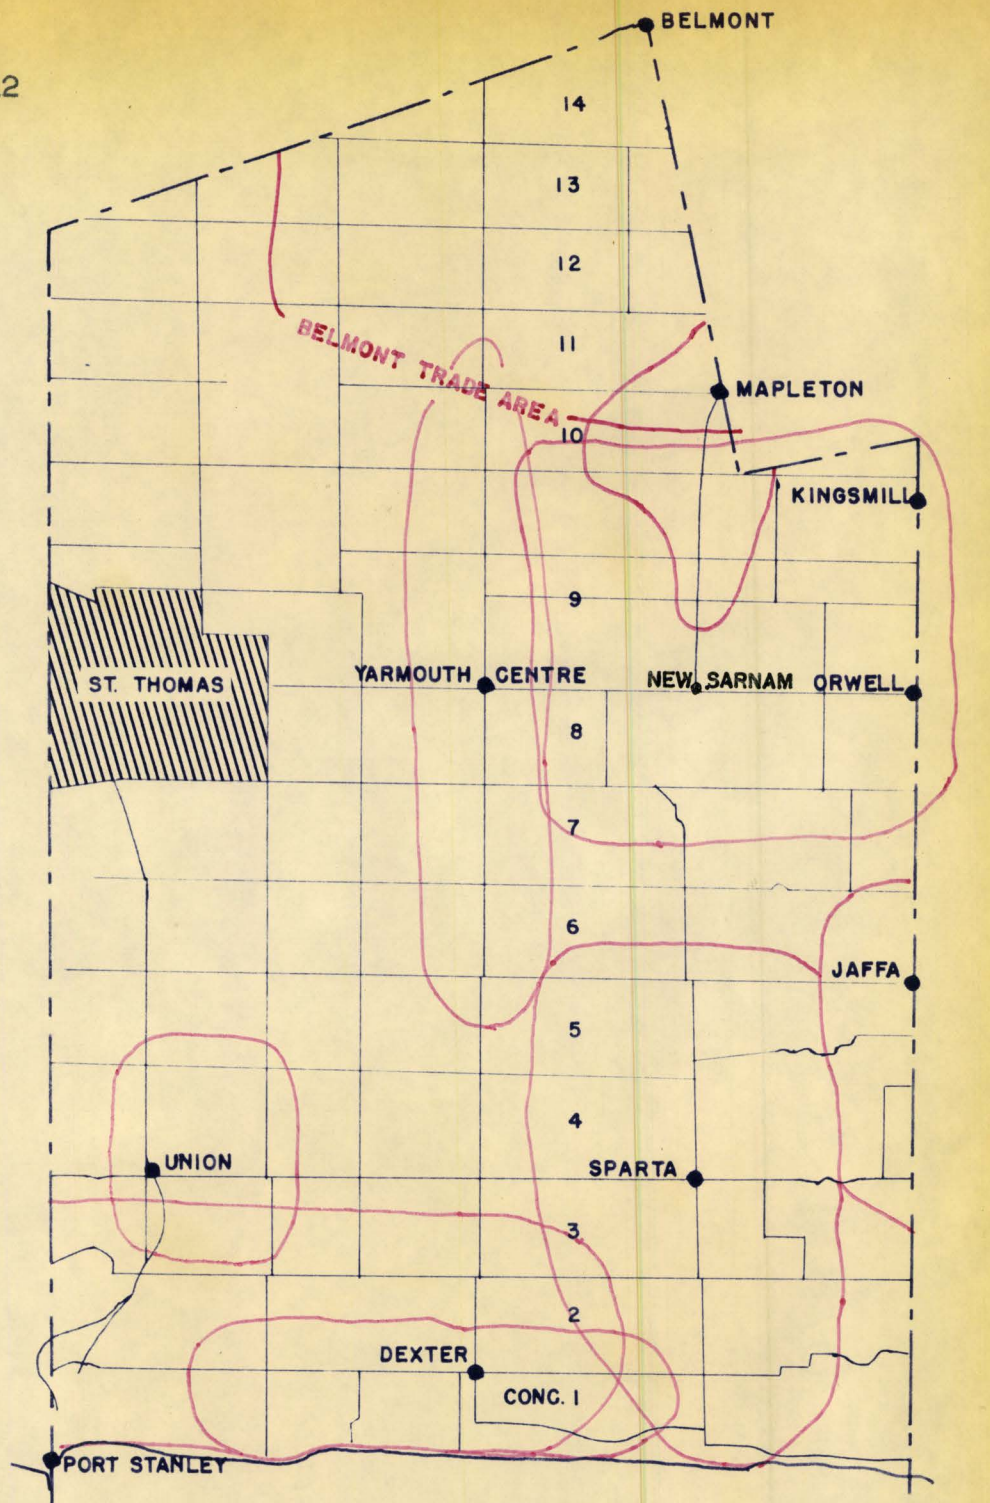 2
BELMONT
14
13
12
BELMONT TRADE AREA
11
MAPLETON
10
KINGSMILL
9
ST. THOMAS
YARMOUTH CENTRE
NEW SARNAM
ORWELL
8
7
6
JAFFA
5
4
UNION
SPARTA
3
2
DEXTER
CONC. 1
PORT STANLEY